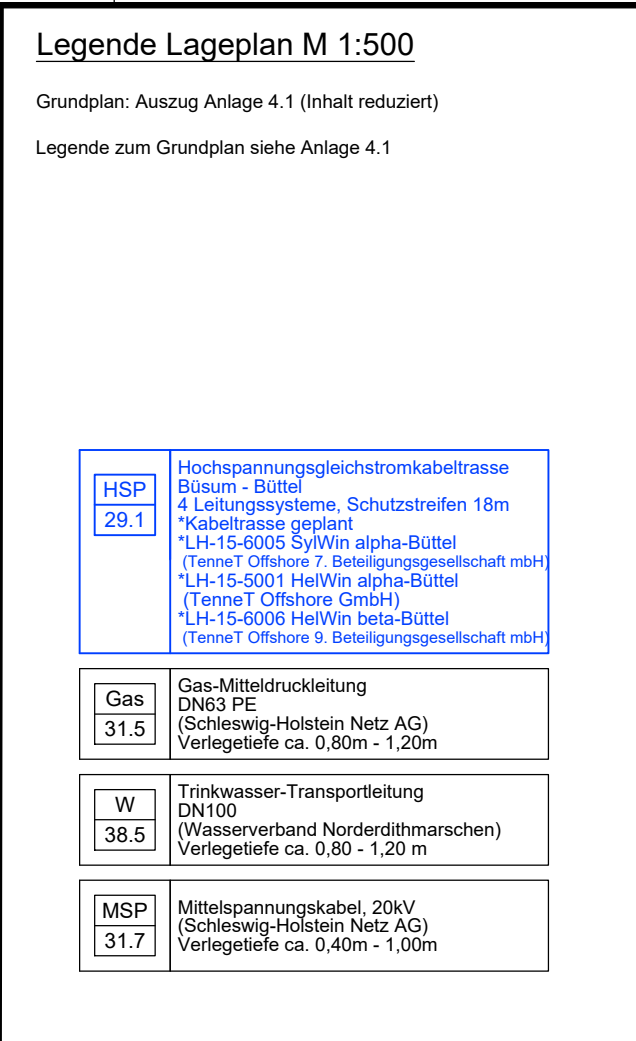 Legende Lageplan M 1:500
Grundplan: Auszug Anlage 4.1 (Inhalt reduziert)
Legende zum Grundplan siehe Anlage 4.1
HSP
29.1
Hochspannungsgleichstromkabeltrasse
Büsum - Büttel
4 Leitungssysteme, Schutzstreifen 18m
*Kabeltrasse geplant
*LH-15-6005 SylWin alpha-Büttel
(TenneT Offshore 7. Beteiligungsgesellschaft mbH)
*LH-15-5001 HelWin alpha-Büttel
(TenneT Offshore GmbH)
*LH-15-6006 HelWin beta-Büttel
(TenneT Offshore 9. Beteiligungsgesellschaft mbH)
Gas
31.5
Gas-Mitteldruckleitung
DN63 PE
(Schleswig-Holstein Netz AG)
Verlegetiefe ca. 0,80m - 1,20m
W
38.5
Trinkwasser-Transportleitung
DN100
(Wasserverband Norderdithmarschen)
Verlegetiefe ca. 0,80 - 1,20 m
MSP
31.7
Mittelspannungskabel, 20kV
(Schleswig-Holstein Netz AG)
Verlegetiefe ca. 0,40m - 1,00m